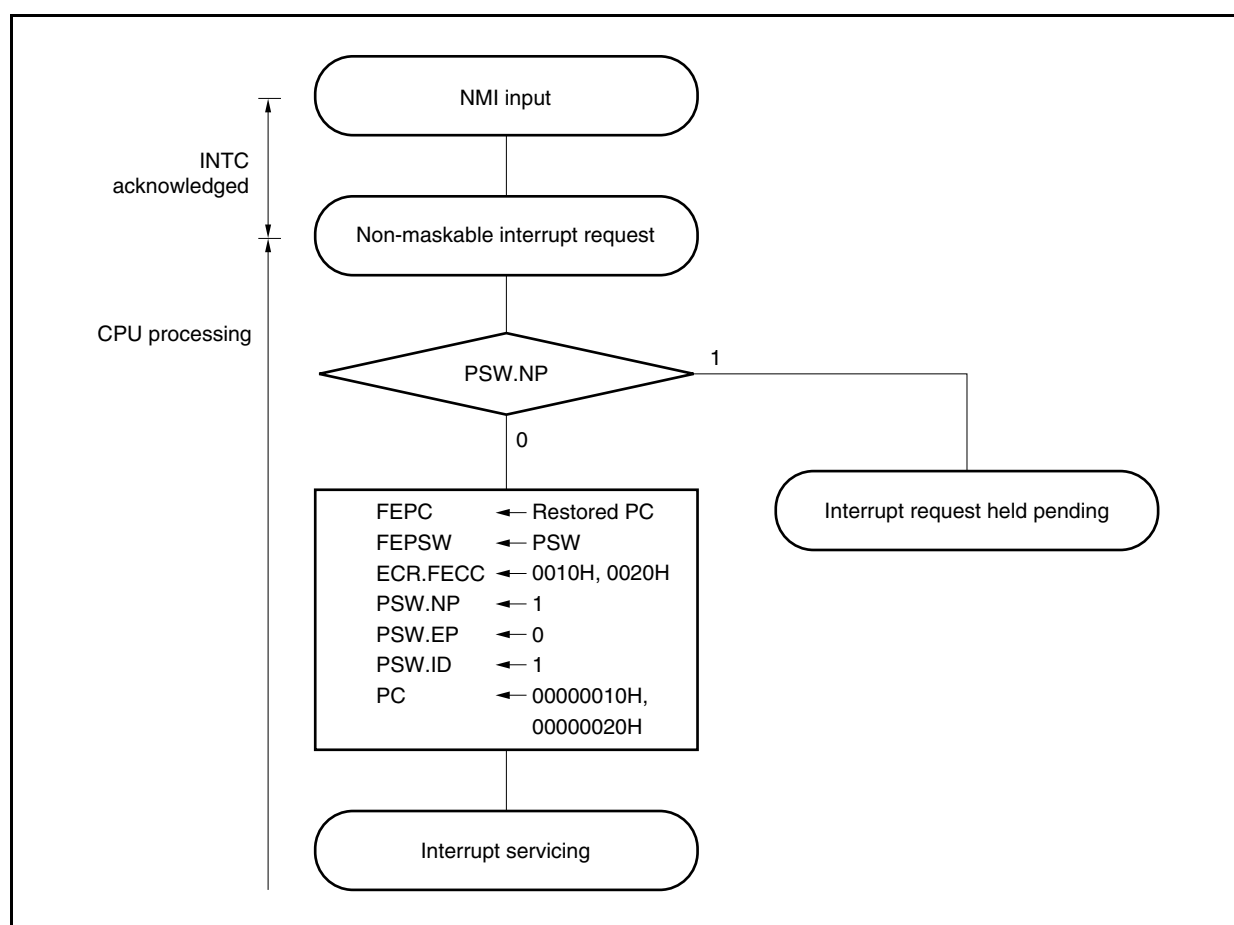 NMI input
INTC
acknowledged
Non-maskable interrupt request
CPU processing
PSW.NP
1
0
FEPC ← Restored PC
FEPSW ← PSW
ECR.FECC ← 0010H, 0020H
PSW.NP ← 1
PSW.EP ← 0
PSW.ID ← 1
PC ← 00000010H,
00000020H
Interrupt request held pending
Interrupt servicing